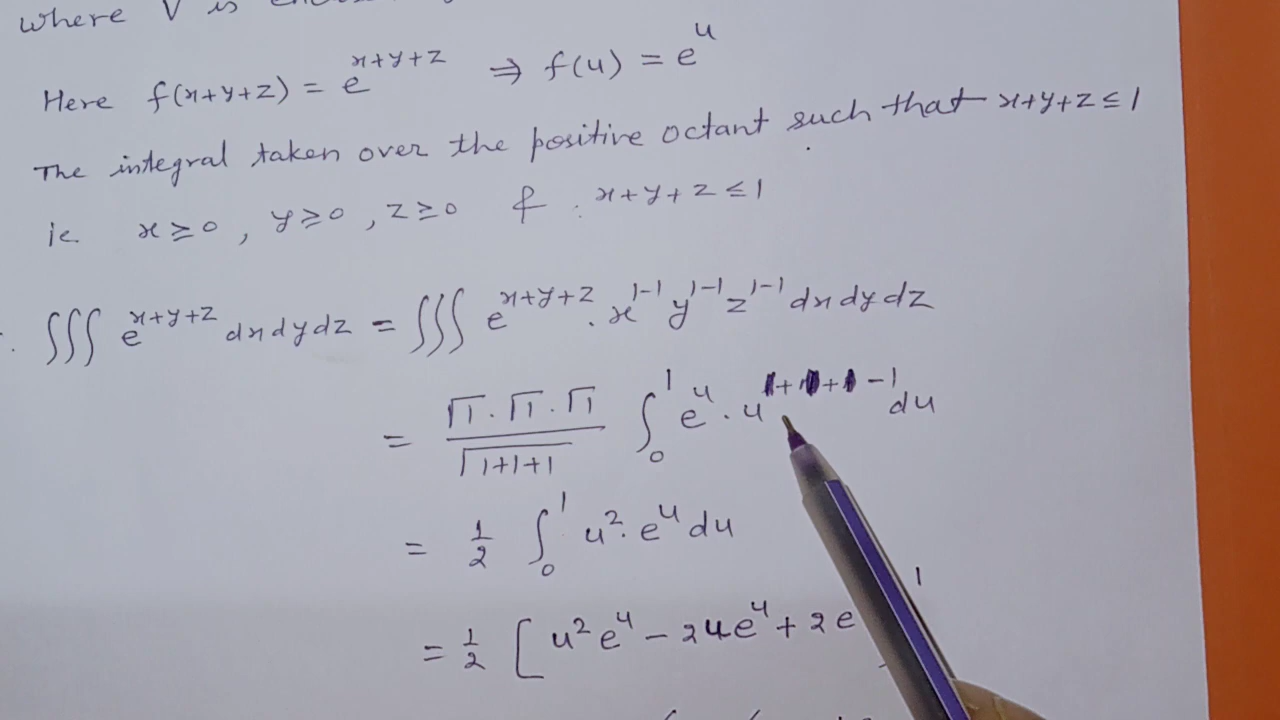 where V is
Here f(x+y+z) = e^{x+y+z} ⇒ f(u) = e^u
The integral taken over the positive octant such that x+y+z ≤ 1
ie. x ≥ 0, y ≥ 0, z ≥ 0 & x+y+z ≤ 1
∭ e^{x+y+z} dx dy dz = ∭ e^{x+y+z} . x^{1-1} y^{1-1} z^{1-1} dx dy dz
= (Γ1 . Γ1 . Γ1)/(Γ1+1+1) ∫_0^1 e^u . u^{1+1+1-1} du
= 1/2 ∫_0^1 u^2 . e^u du
= 1/2 [ u^2 e^u - 2ue^u + 2e